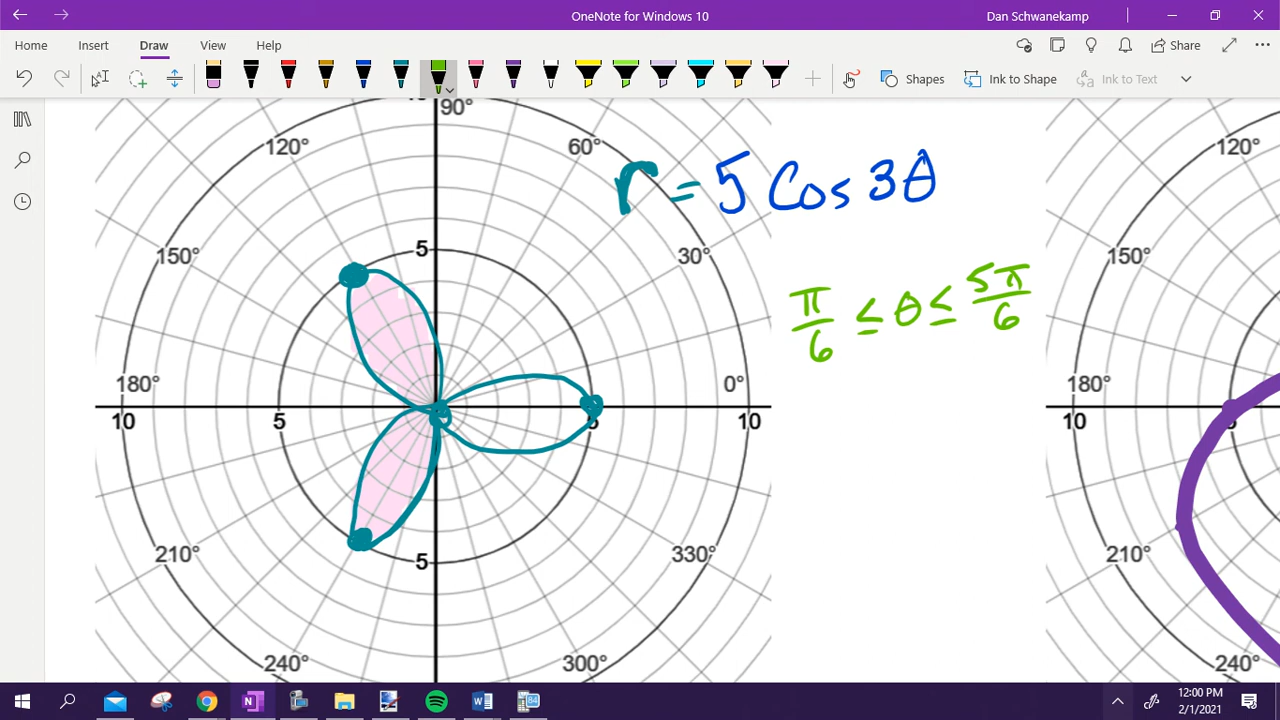 OneNote for Windows 10
Dan Schwanekamp
Home Insert Draw View Help
Share
Shapes
Ink to Shape
Ink to Text
90°
120°
60°
r = 5 Cos 3θ
120°
150°
5
30°
150°
π/6 ≤ θ ≤ 5π/6
180°
0°
180°
10
5
10
10
210°
5
330°
210°
240°
300°
240°
12:00 PM
2/1/2021